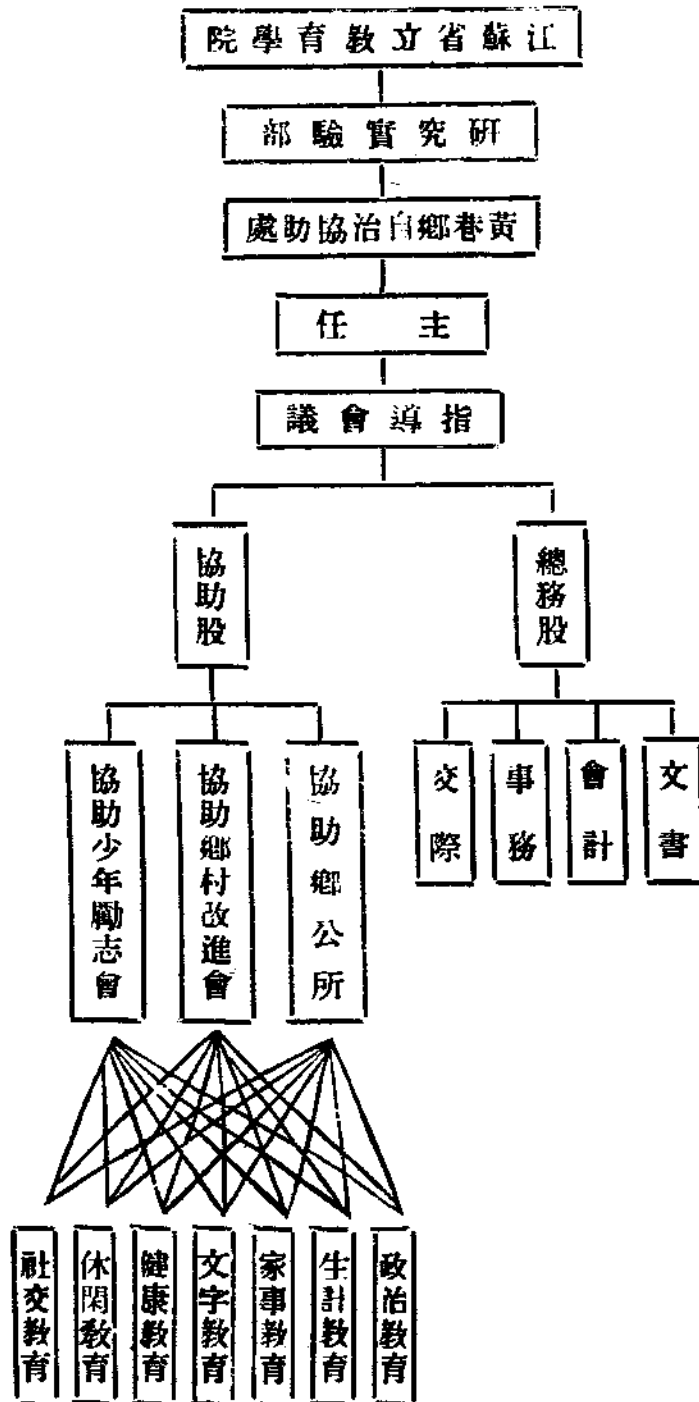 江蘇省立教育學院
研究實驗部
黃巷鄉自治協助處
主任
指導會議
總務股
協助股
文書
會計
事務
交際
協助鄉公所
協助鄉村改進會
協助少年勵志會
政治教育
生計教育
家事教育
文字教育
健康教育
休閑教育
社交教育